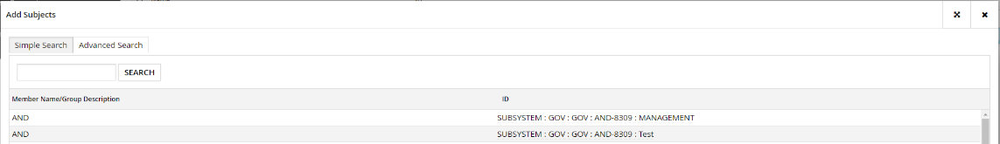 Add Subjects
Simple Search Advanced Search
SEARCH
Member Name/Group Description ID
AND SUBSYSTEM : GOV : GOV : AND-8309 : MANAGEMENT
AND SUBSYSTEM : GOV : GOV : AND-8309 : Test